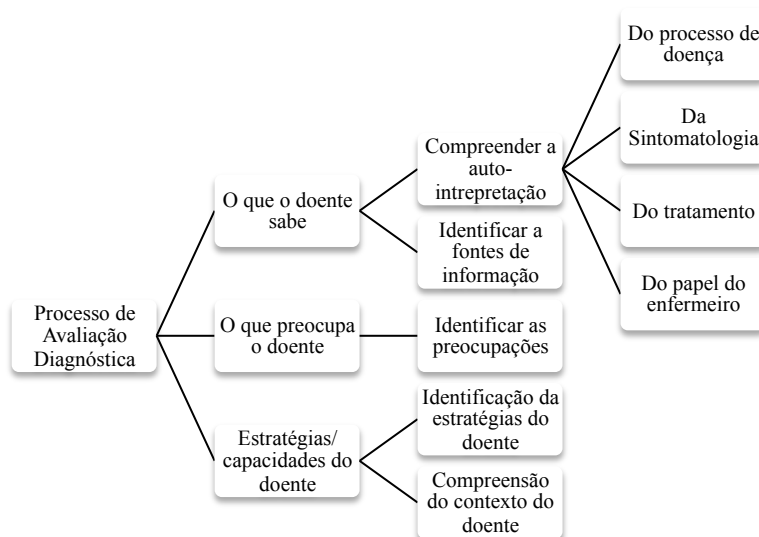 Processo de
Avaliação
Diagnóstica
O que o doente
sabe
Compreender a
auto-
intrepretação
Do processo de
doença
Da
Sintomatologia
Do tratamento
Do papel do
enfermeiro
Identificar a
fontes de
informação
O que preocupa
o doente
Identificar as
preocupações
Estratégias/
capacidades do
doente
Identificação da
estratégias do
doente
Compreensão
do contexto do
doente